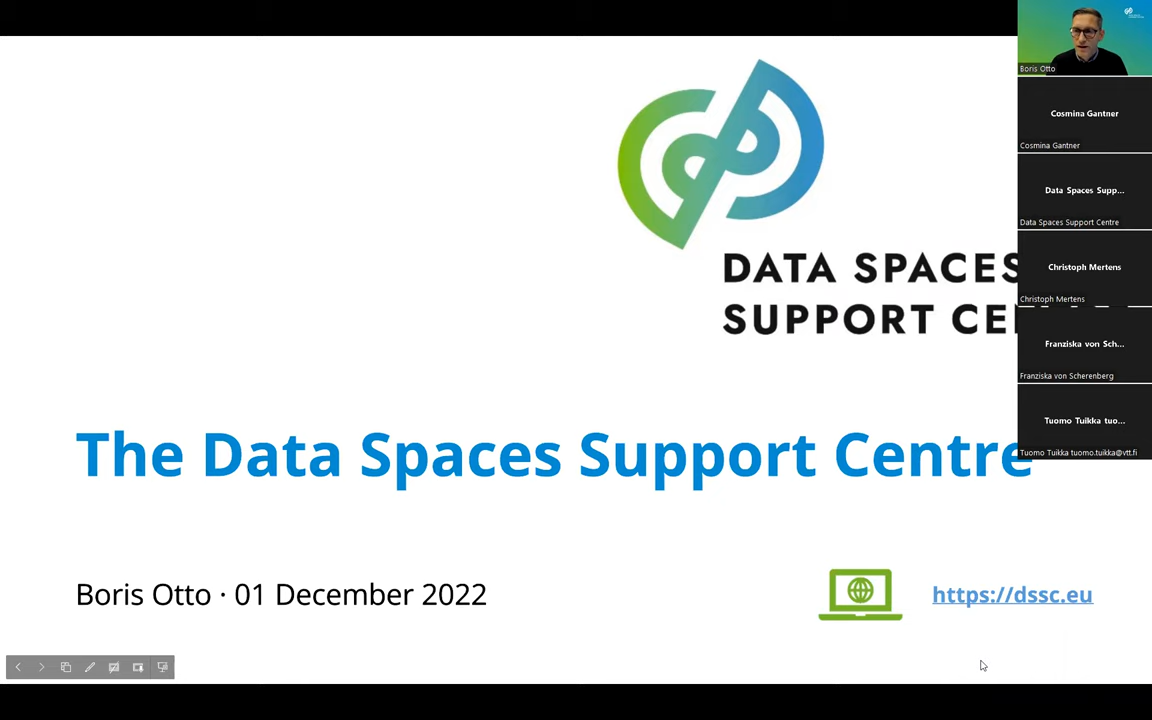 DATA SPACES
SUPPORT CE
The Data Spaces Support Centre
Boris Otto · 01 December 2022
https://dssc.eu
Boris Otto
Cosmina Gantner
Cosmina Gantner
Data Spaces Supp...
Data Spaces Support Centre
Christoph Mertens
Christoph Mertens
Franziska von Sch...
Franziska von Scherenberg
Tuomo Tuikka tuo...
Tuomo Tuikka tuomo.tuikka@vtt.fi